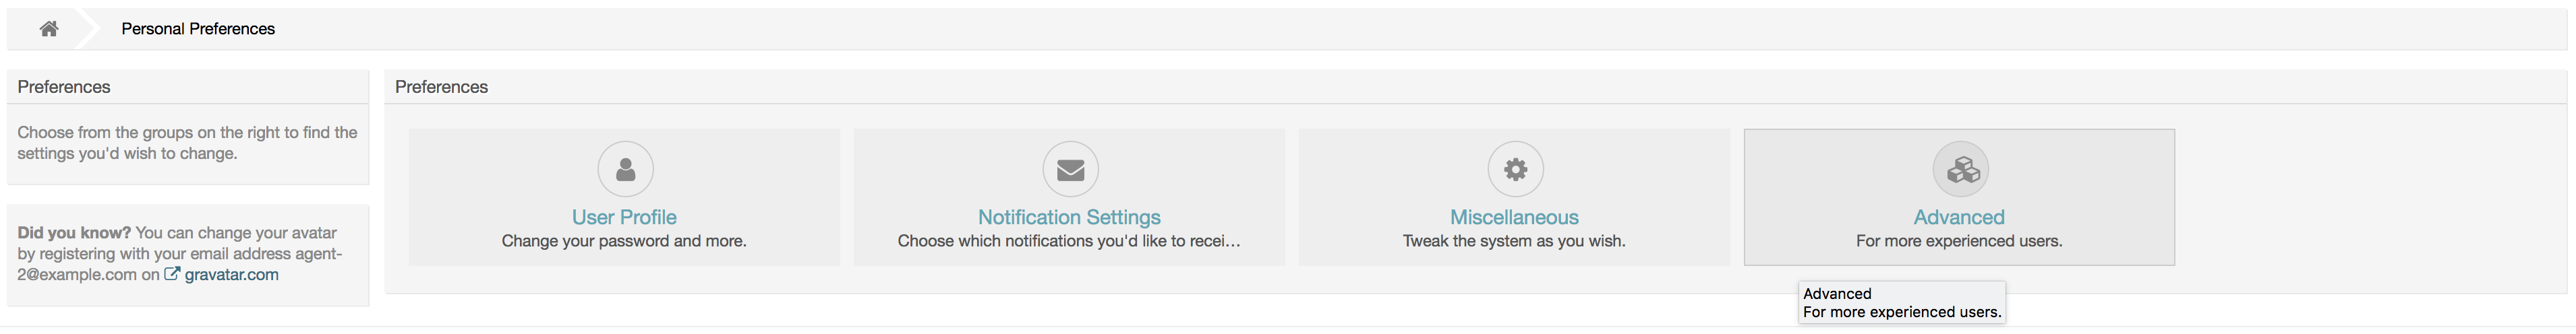 Personal Preferences
Preferences
Choose from the groups on the right to find the
settings you'd wish to change.
Did you know? You can change your avatar
by registering with your email address agent-
2@example.com on gravatar.com
Preferences
User Profile
Change your password and more.
Notification Settings
Choose which notifications you'd like to recei…
Miscellaneous
Tweak the system as you wish.
Advanced
For more experienced users.
Advanced
For more experienced users.